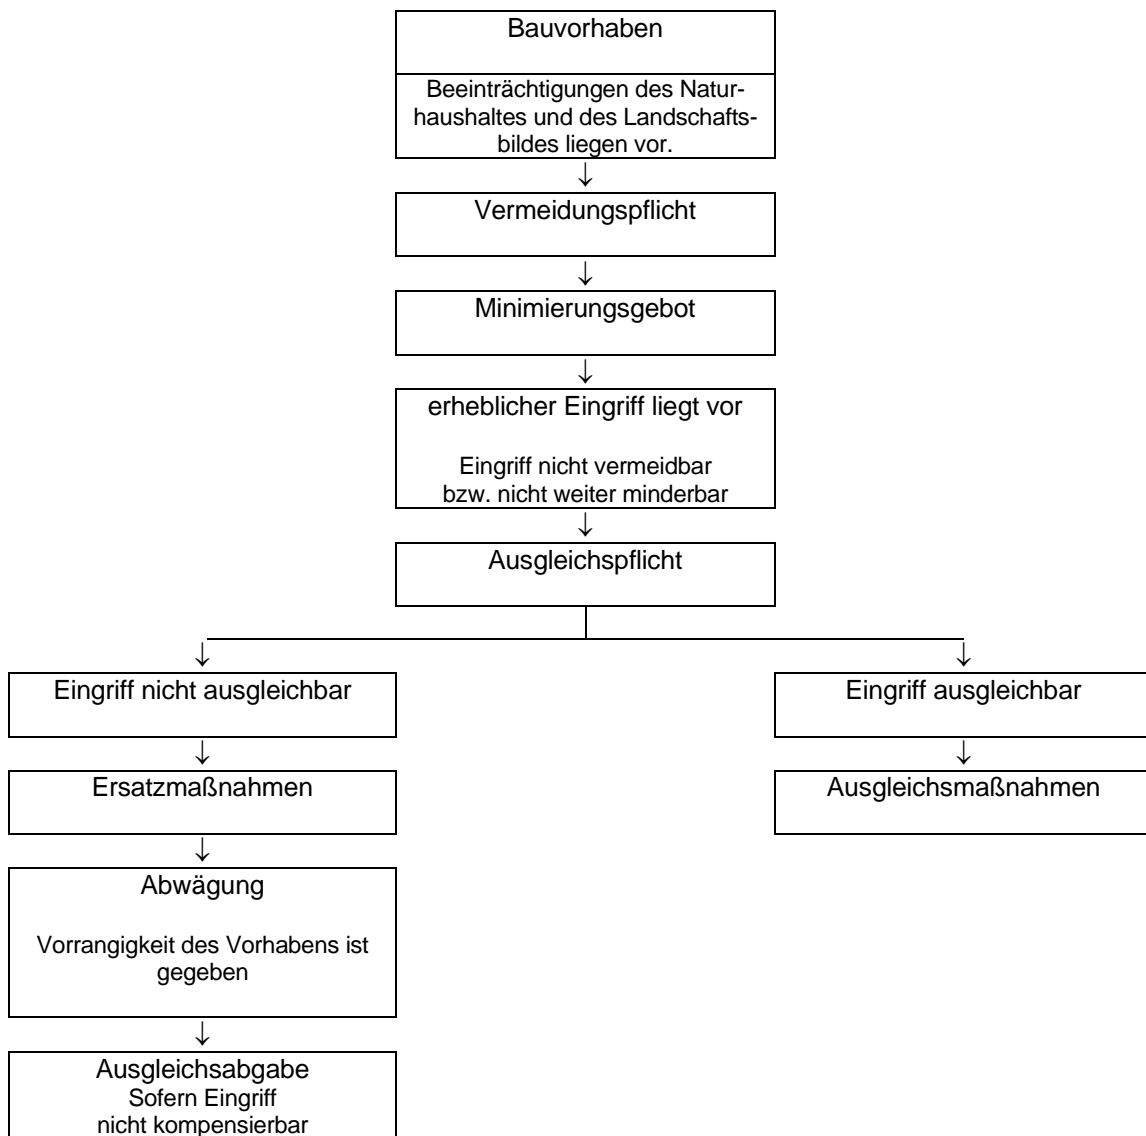 Bauvorhaben
Beeinträchtigungen des Natur-
haushaltes und des Landschafts-
bildes liegen vor.
↓
Vermeidungspflicht
↓
Minimierungsgebot
↓
erheblicher Eingriff liegt vor
Eingriff nicht vermeidbar
bzw. nicht weiter minderbar
↓
Ausgleichspflicht
↓ ↓
Eingriff nicht ausgleichbar
Eingriff ausgleichbar
↓ ↓
Ersatzmaßnahmen
Ausgleichsmaßnahmen
↓
Abwägung
Vorrangigkeit des Vorhabens ist
gegeben
↓
Ausgleichsabgabe
Sofern Eingriff
nicht kompensierbar